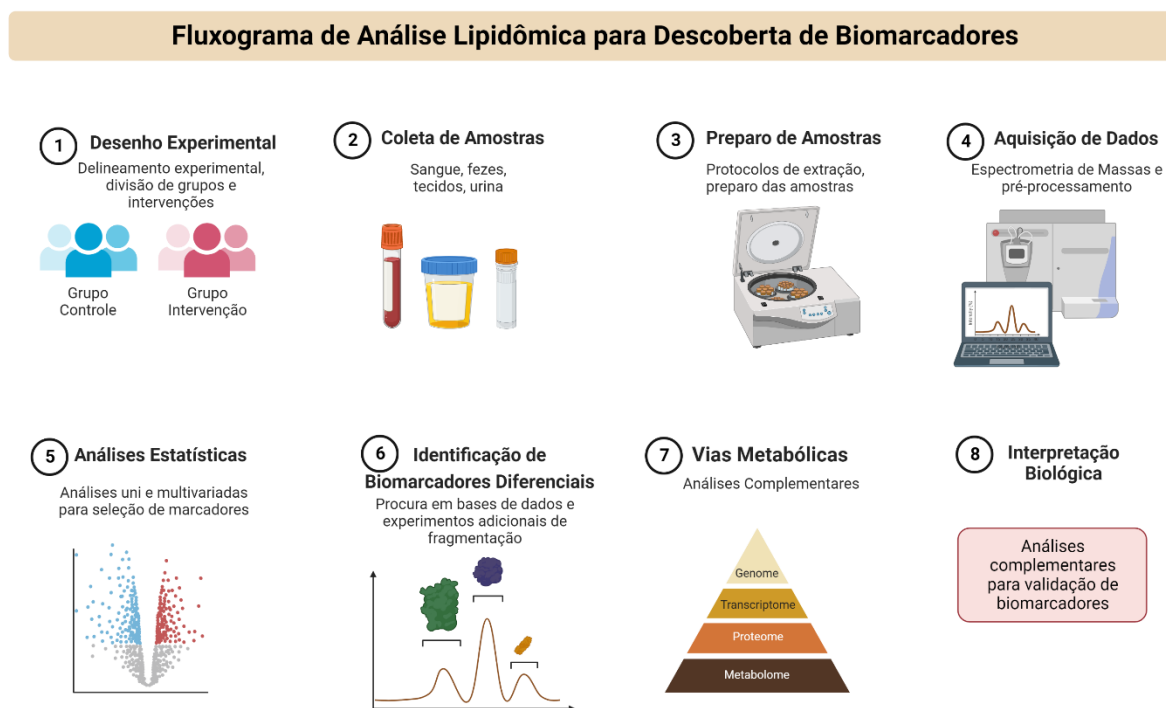 Fluxograma de Análise Lipidômica para Descoberta de Biomarcadores
1
Desenho Experimental
Delineamento experimental,
divisão de grupos e
intervenções
Grupo
Controle
Grupo
Intervenção
2
Coleta de Amostras
Sangue, fezes,
tecidos, urina
3
Preparo de Amostras
Protocolos de extração,
preparo das amostras
4
Aquisição de Dados
Espectrometria de Massas e
pré-processamento
Intensity (%)
5
Análises Estatísticas
Análises uni e multivariadas
para seleção de marcadores
6
Identificação de
Biomarcadores Diferenciais
Procura em bases de dados e
experimentos adicionais de
fragmentação
7
Vias Metabólicas
Análises Complementares
Genome
Transcriptome
Proteome
Metabolome
8
Interpretação
Biológica
Análises
complementares
para validação de
biomarcadores